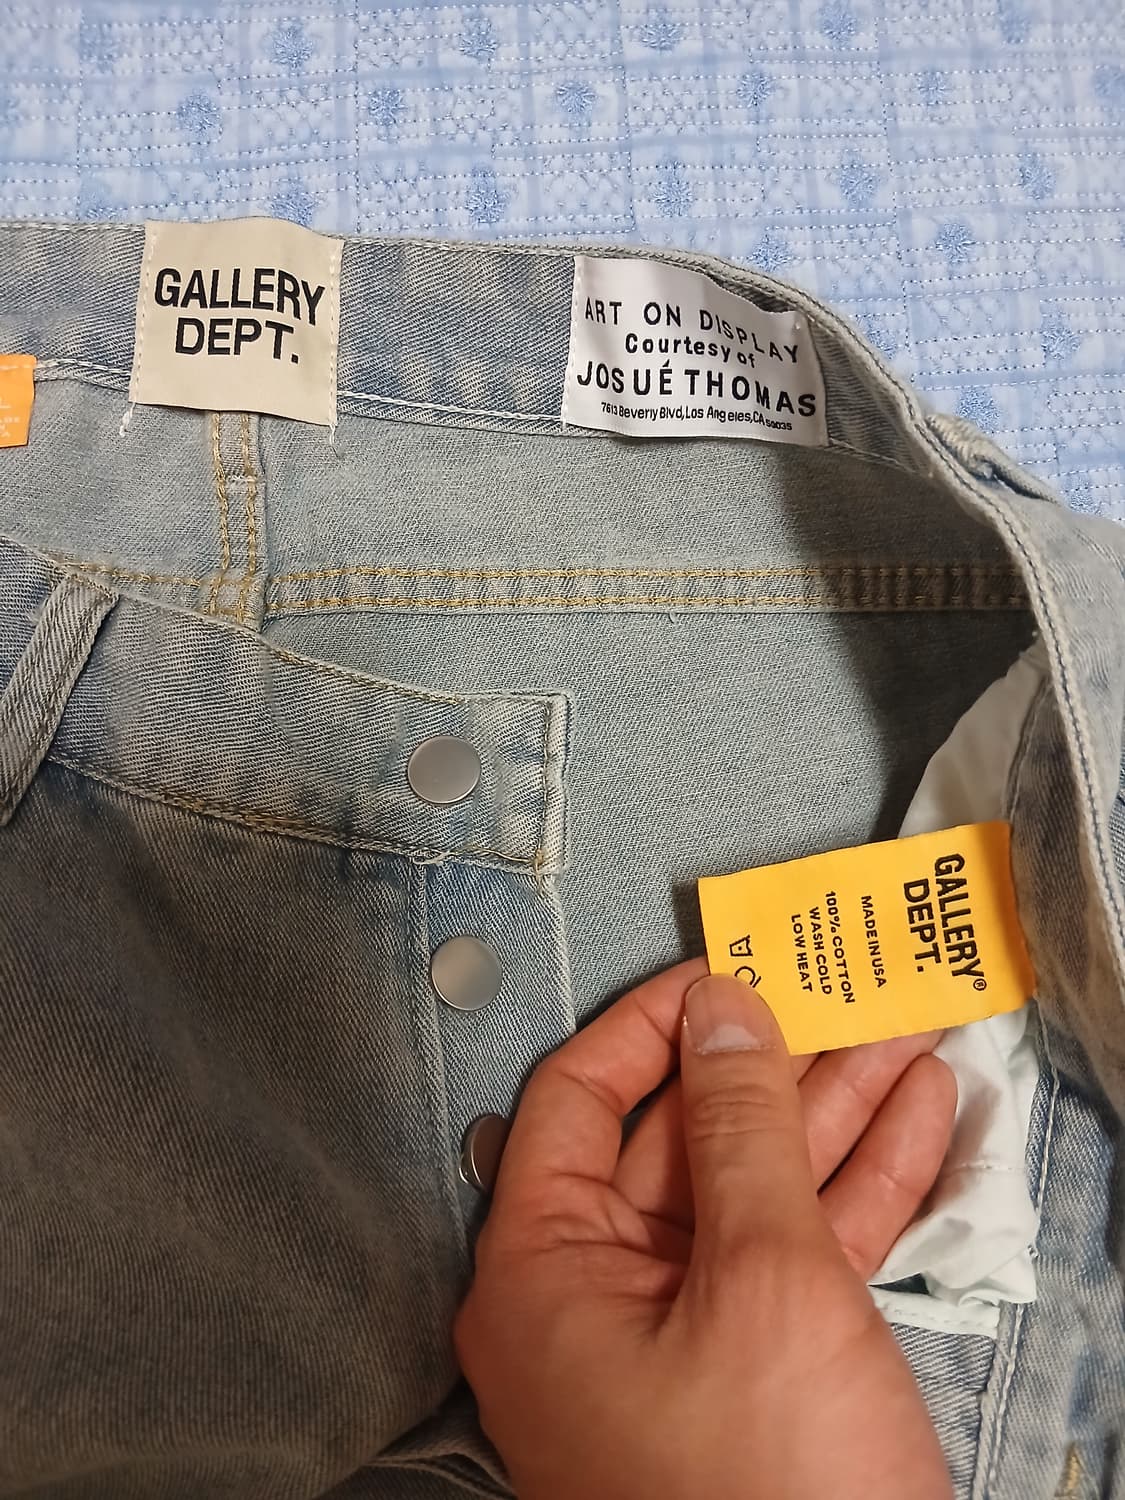 GALLERY
DEPT.
ART ON DISPLAY
Courtesy of
JOSUÉ THOMAS
7613 Beverly Blvd, Los Angeles, CA
L
GALLERY®
DEPT.
MADE IN USA
100% COTTON
WASH COLD
LOW HEAT